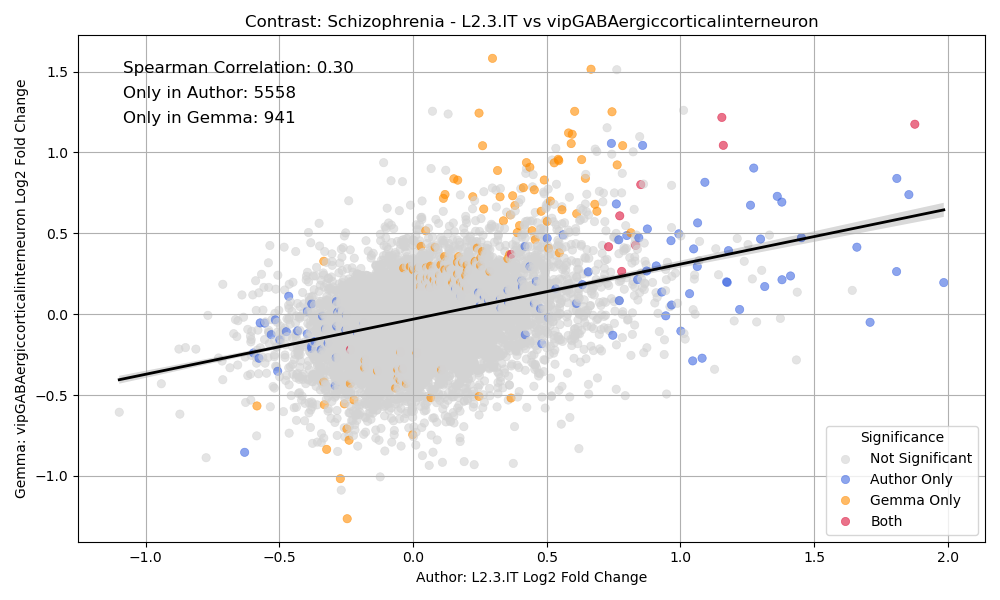 Contrast: Schizophrenia - L2.3.IT vs vipGABAergiccorticalinterneuron
Spearman Correlation: 0.30
Only in Author: 5558
Only in Gemma: 941
Gemma: vipGABAergiccorticalinterneuron Log2 Fold Change
1.5
1.0
0.5
0.0
−0.5
−1.0
Significance
Not Significant
Author Only
Gemma Only
Both
−1.0
−0.5
0.0
0.5
1.0
1.5
2.0
Author: L2.3.IT Log2 Fold Change